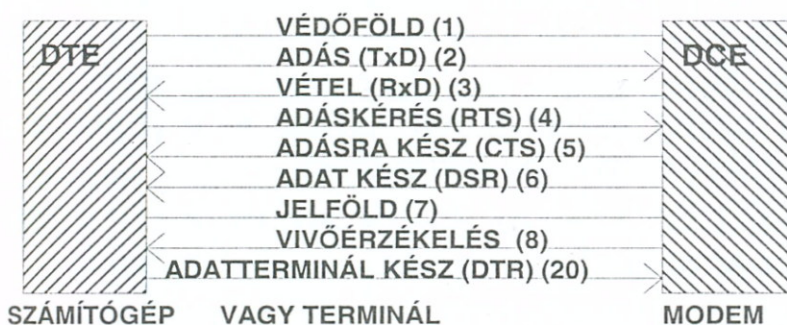 VÉDŐFÖLD (1)
DTE ADÁS (TxD) (2) DCE
VÉTEL (RxD) (3)
ADÁSKÉRÉS (RTS) (4)
ADÁSRA KÉSZ (CTS) (5)
ADAT KÉSZ (DSR) (6)
JELFÖLD (7)
VIVŐÉRZÉKELÉS (8)
ADATTERMINÁL KÉSZ (DTR) (20)
SZÁMÍTÓGÉP VAGY TERMINÁL MODEM